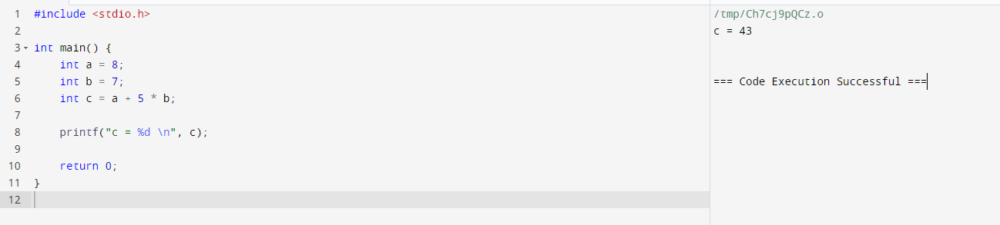 1 #include <stdio.h>
2
3 int main() {
4     int a = 8;
5     int b = 7;
6     int c = a + 5 * b;
7
8     printf("c = %d \n", c);
9
10     return 0;
11 }
12
/tmp/Ch7cj9pQCz.o
c = 43
=== Code Execution Successful ===